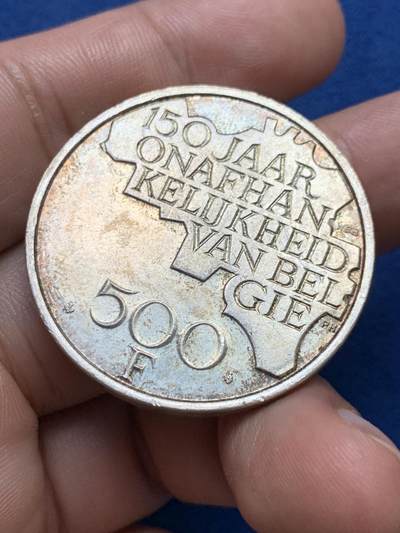 150 JAAR
ONAFHAN
KELIJKHEID
VAN BEL
GIE
500
F